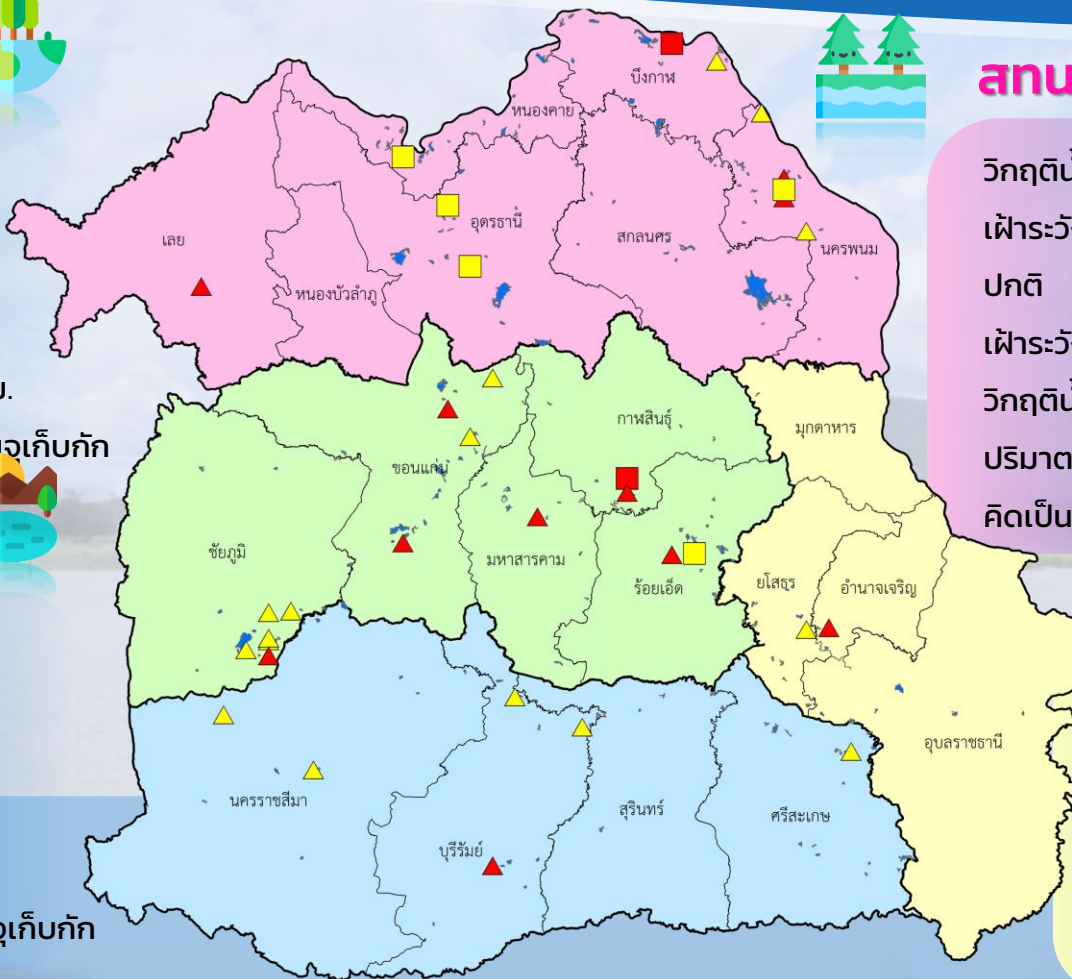 สทน
บึงกาฬ
หนองคาย
วิกฤติน้
เฝ้าระวัง
อุดรธานี
สกลนคร
เลย
นครพนม
หนองบัวลำภู
ปกติ
เฝ้าระวัง
ม.
วิกฤติน้
กาฬสินธุ์
มุกดาหาร
จุเก็บกัก
ขอนแก่น
ปริมาต
คิดเป็น
ชัยภูมิ
มหาสารคาม
ร้อยเอ็ด
ยโสธร
อำนาจเจริญ
อุบลราชธานี
นครราชสีมา
สุรินทร์
ศรีสะเกษ
บุรีรัมย์
จุเก็บกัก